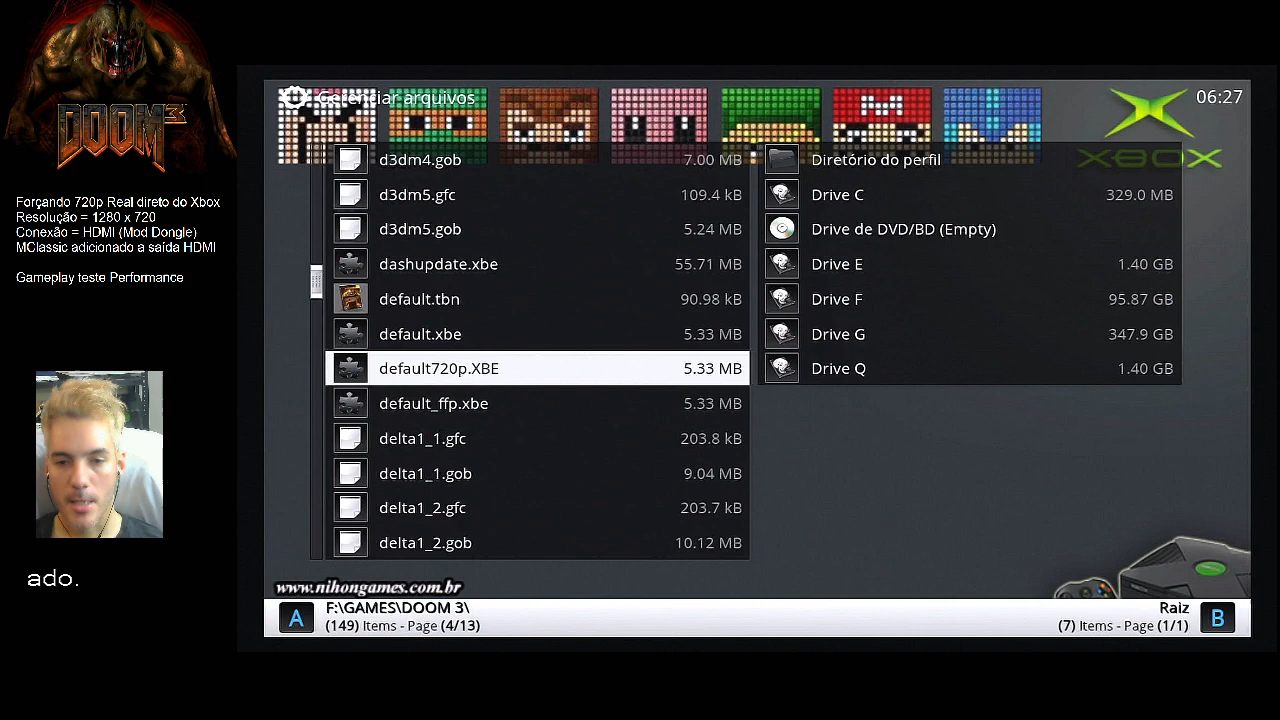 DOOM 3
Forçando 720p Real direto do Xbox
Resolução = 1280 x 720
Conexão = HDMI (Mod Dongle)
MClassic adicionado a saída HDMI
Gameplay teste Performance
ado.
Gerenciar arquivos
06:27
XBOX
d3dm4.gob 7.00 MB
d3dm5.gfc 109.4 kB
d3dm5.gob 5.24 MB
dashupdate.xbe 55.71 MB
default.tbn 90.98 kB
default.xbe 5.33 MB
default720p.XBE 5.33 MB
default_ffp.xbe 5.33 MB
delta1_1.gfc 203.8 kB
delta1_1.gob 9.04 MB
delta1_2.gfc 203.7 kB
delta1_2.gob 10.12 MB
Diretório do perfil
Drive C 329.0 MB
Drive de DVD/BD (Empty)
Drive E 1.40 GB
Drive F 95.87 GB
Drive G 347.9 GB
Drive Q 1.40 GB
www.nihongames.com.br
A F:\GAMES\DOOM 3\
(149) Items - Page (4/13)
Raiz B
(7) Items - Page (1/1)